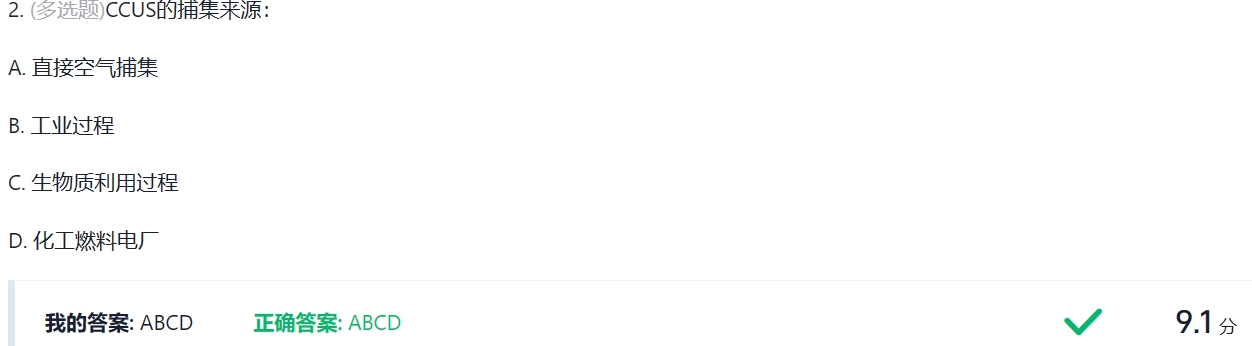 2. (多选题)CCUS的捕集来源：
A. 直接空气捕集
B. 工业过程
C. 生物质利用过程
D. 化工燃料电厂
我的答案: ABCD 正确答案: ABCD 9.1 分